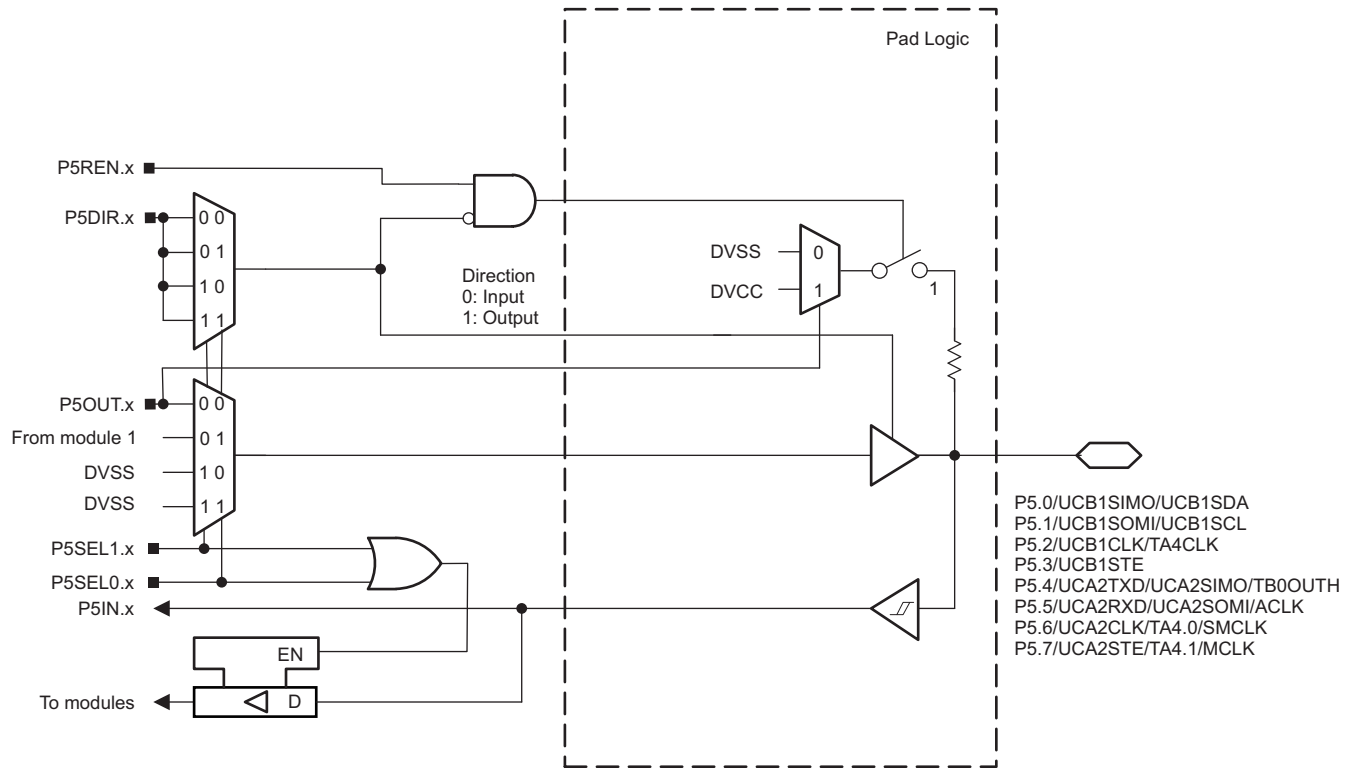 Pad Logic
P5REN.x
P5DIR.x
0 0
0 1
1 0
1 1
Direction
0: Input
1: Output
DVSS
0
DVCC
1
1
P5OUT.x
0 0
From module 1
0 1
DVSS
1 0
DVSS
1 1
P5SEL1.x
P5SEL0.x
P5IN.x
EN
To modules
D
P5.0/UCB1SIMO/UCB1SDA
P5.1/UCB1SOMI/UCB1SCL
P5.2/UCB1CLK/TA4CLK
P5.3/UCB1STE
P5.4/UCA2TXD/UCA2SIMO/TB0OUTH
P5.5/UCA2RXD/UCA2SOMI/ACLK
P5.6/UCA2CLK/TA4.0/SMCLK
P5.7/UCA2STE/TA4.1/MCLK